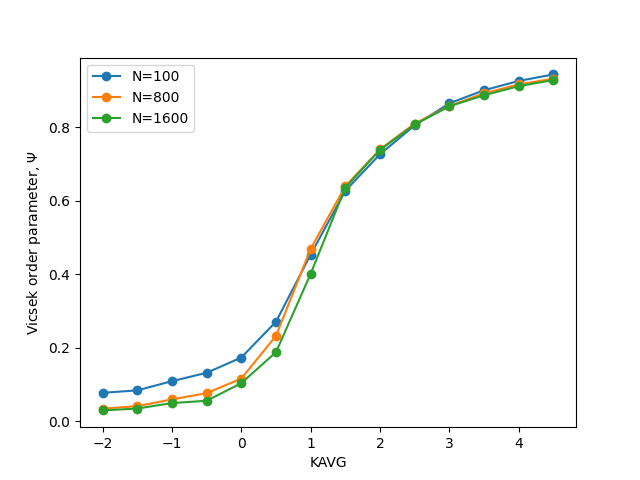 N=100
N=800
N=1600
Vicsek order parameter, Ψ
0.8
0.6
0.4
0.2
0.0
−2 −1 0 1 2 3 4
KAVG